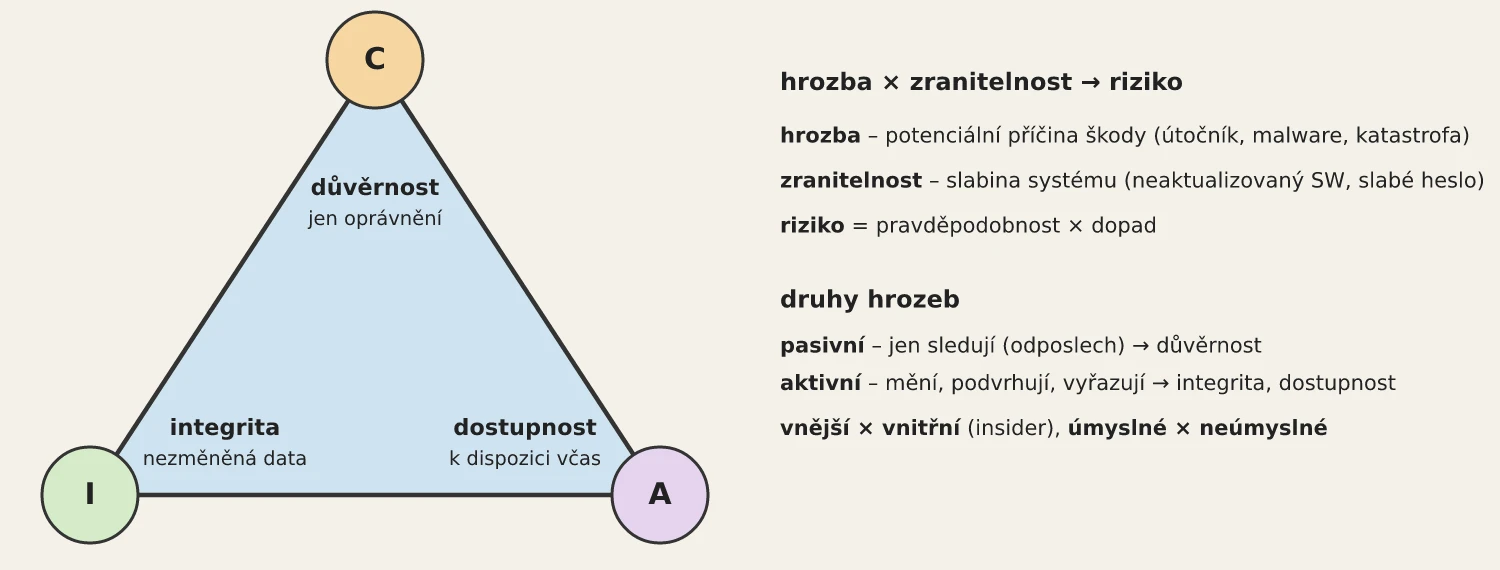 C
důvěrnost
jen oprávnění
integrita
nezměněná data
dostupnost
k dispozici včas
I
A
hrozba × zranitelnost → riziko
hrozba – potenciální příčina škody (útočník, malware, katastrofa)
zranitelnost – slabina systému (neaktualizovaný SW, slabé heslo)
riziko = pravděpodobnost × dopad
druhy hrozeb
pasivní – jen sledují (odposlech) → důvěrnost
aktivní – mění, podvrhují, vyřazují → integrita, dostupnost
vnější × vnitřní (insider), úmyslné × neúmyslné